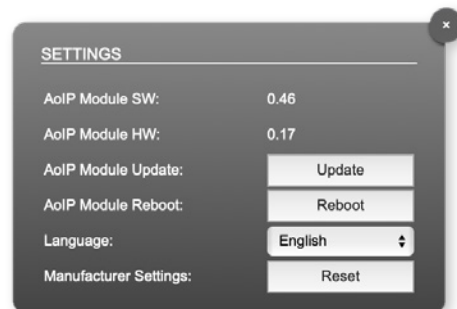 SETTINGS
AoIP Module SW: 0.46
AoIP Module HW: 0.17
AoIP Module Update: Update
AoIP Module Reboot: Reboot
Language: English
Manufacturer Settings: Reset